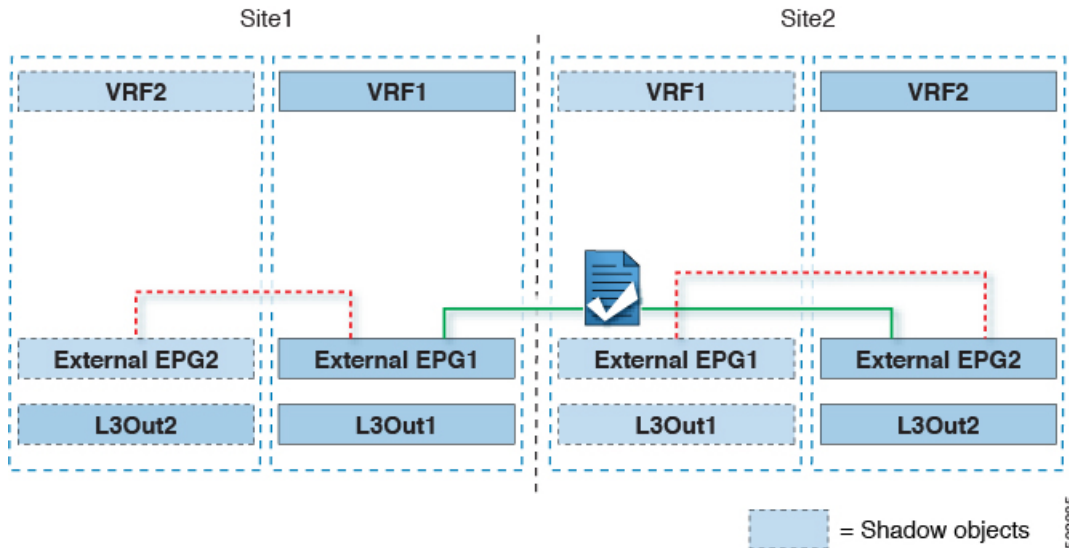 Site1
Site2
VRF2
VRF1
VRF1
VRF2
External EPG2
External EPG1
External EPG1
External EPG2
L3Out2
L3Out1
L3Out1
L3Out2
= Shadow objects